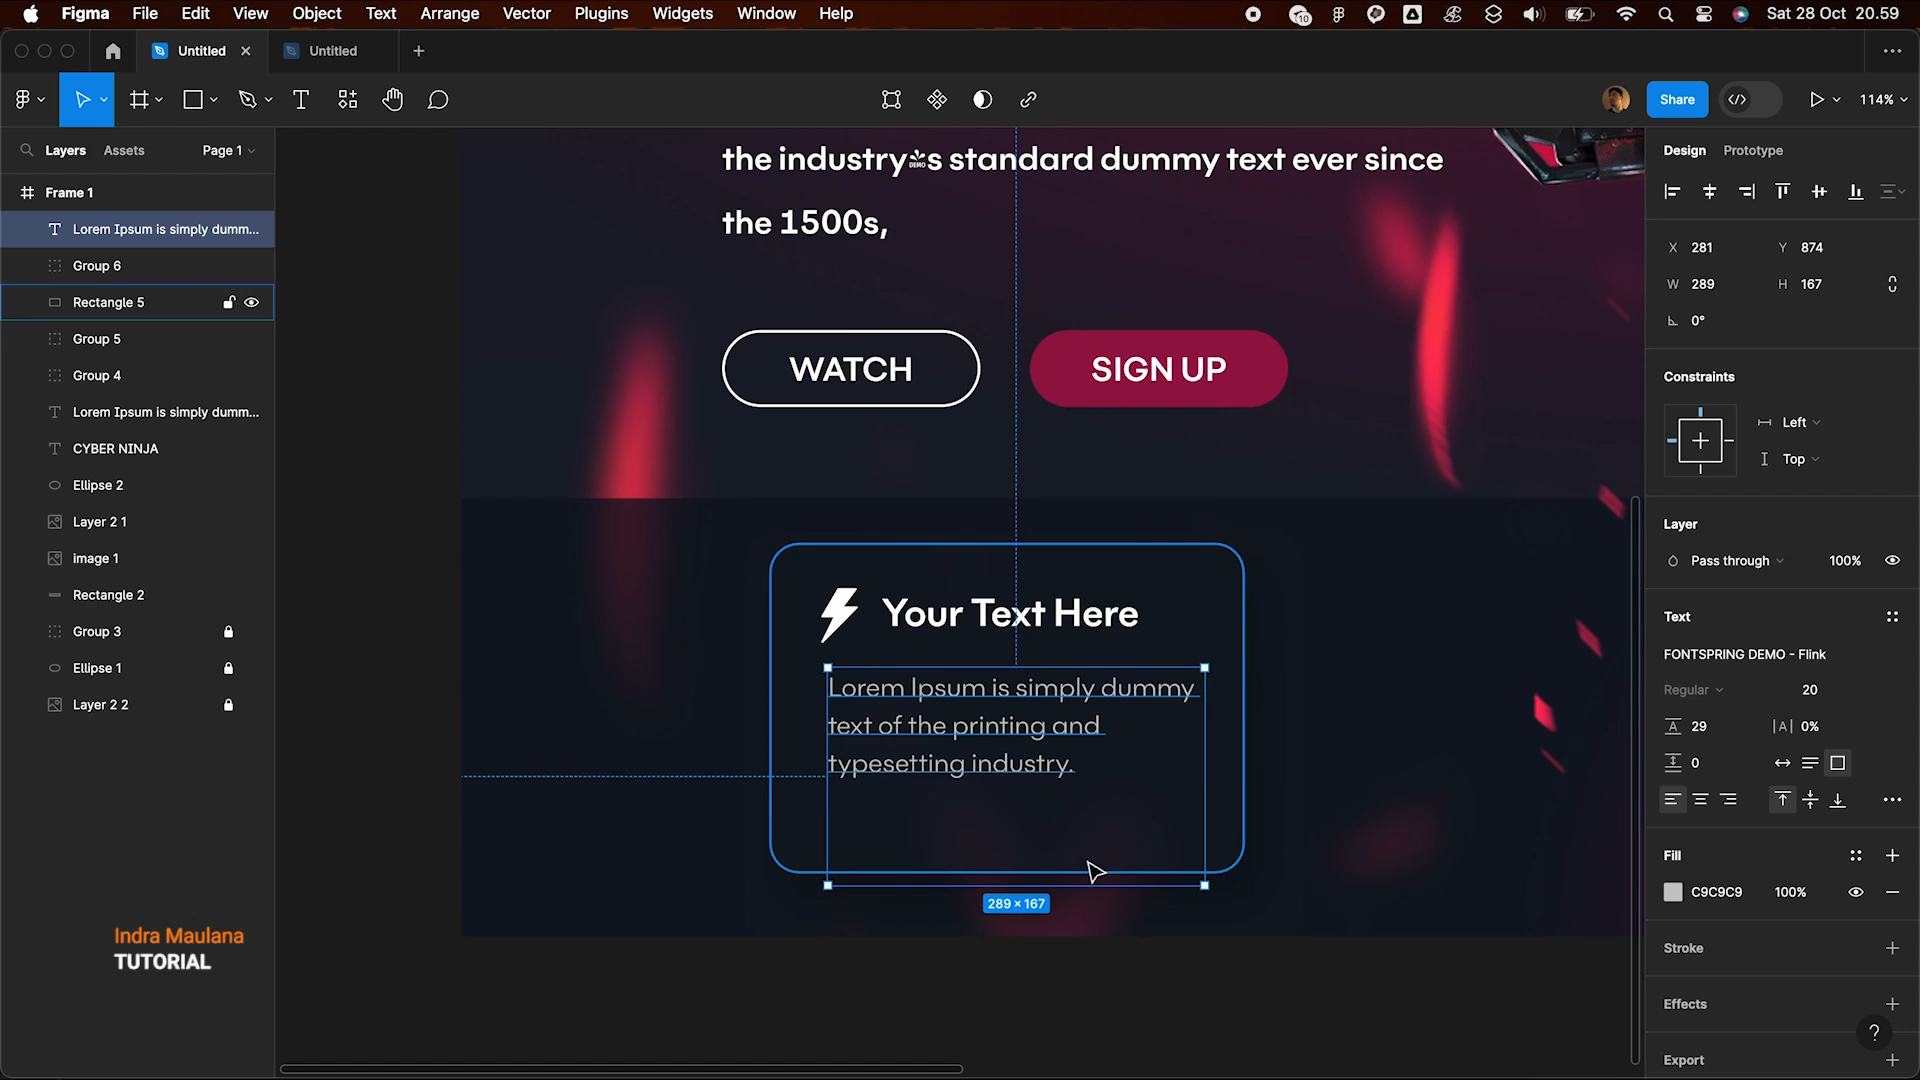 Figma File Edit View Object Text Arrange Vector Plugins Widgets Window Help
10
Sat 28 Oct 20.59
Untitled
Untitled
Share
114%
Layers
Assets
Page 1
Frame 1
Lorem Ipsum is simply dumm...
Group 6
Rectangle 5
Group 5
Group 4
Lorem Ipsum is simply dumm...
CYBER NINJA
Ellipse 2
Layer 2 1
image 1
Rectangle 2
Group 3
Ellipse 1
Layer 2 2
Indra Maulana
TUTORIAL
the industry DEMO s standard dummy text ever since
the 1500s,
WATCH
SIGN UP
Your Text Here
Lorem Ipsum is simply dummy
text of the printing and
typesetting industry.
289 × 167
Design
Prototype
X 281
Y 874
W 289
H 167
0°
Constraints
Left
Top
Layer
Pass through
100%
Text
FONTSPRING DEMO - Flink
Regular
20
29
0%
0
Fill
C9C9C9
100%
Stroke
Effects
Export
?